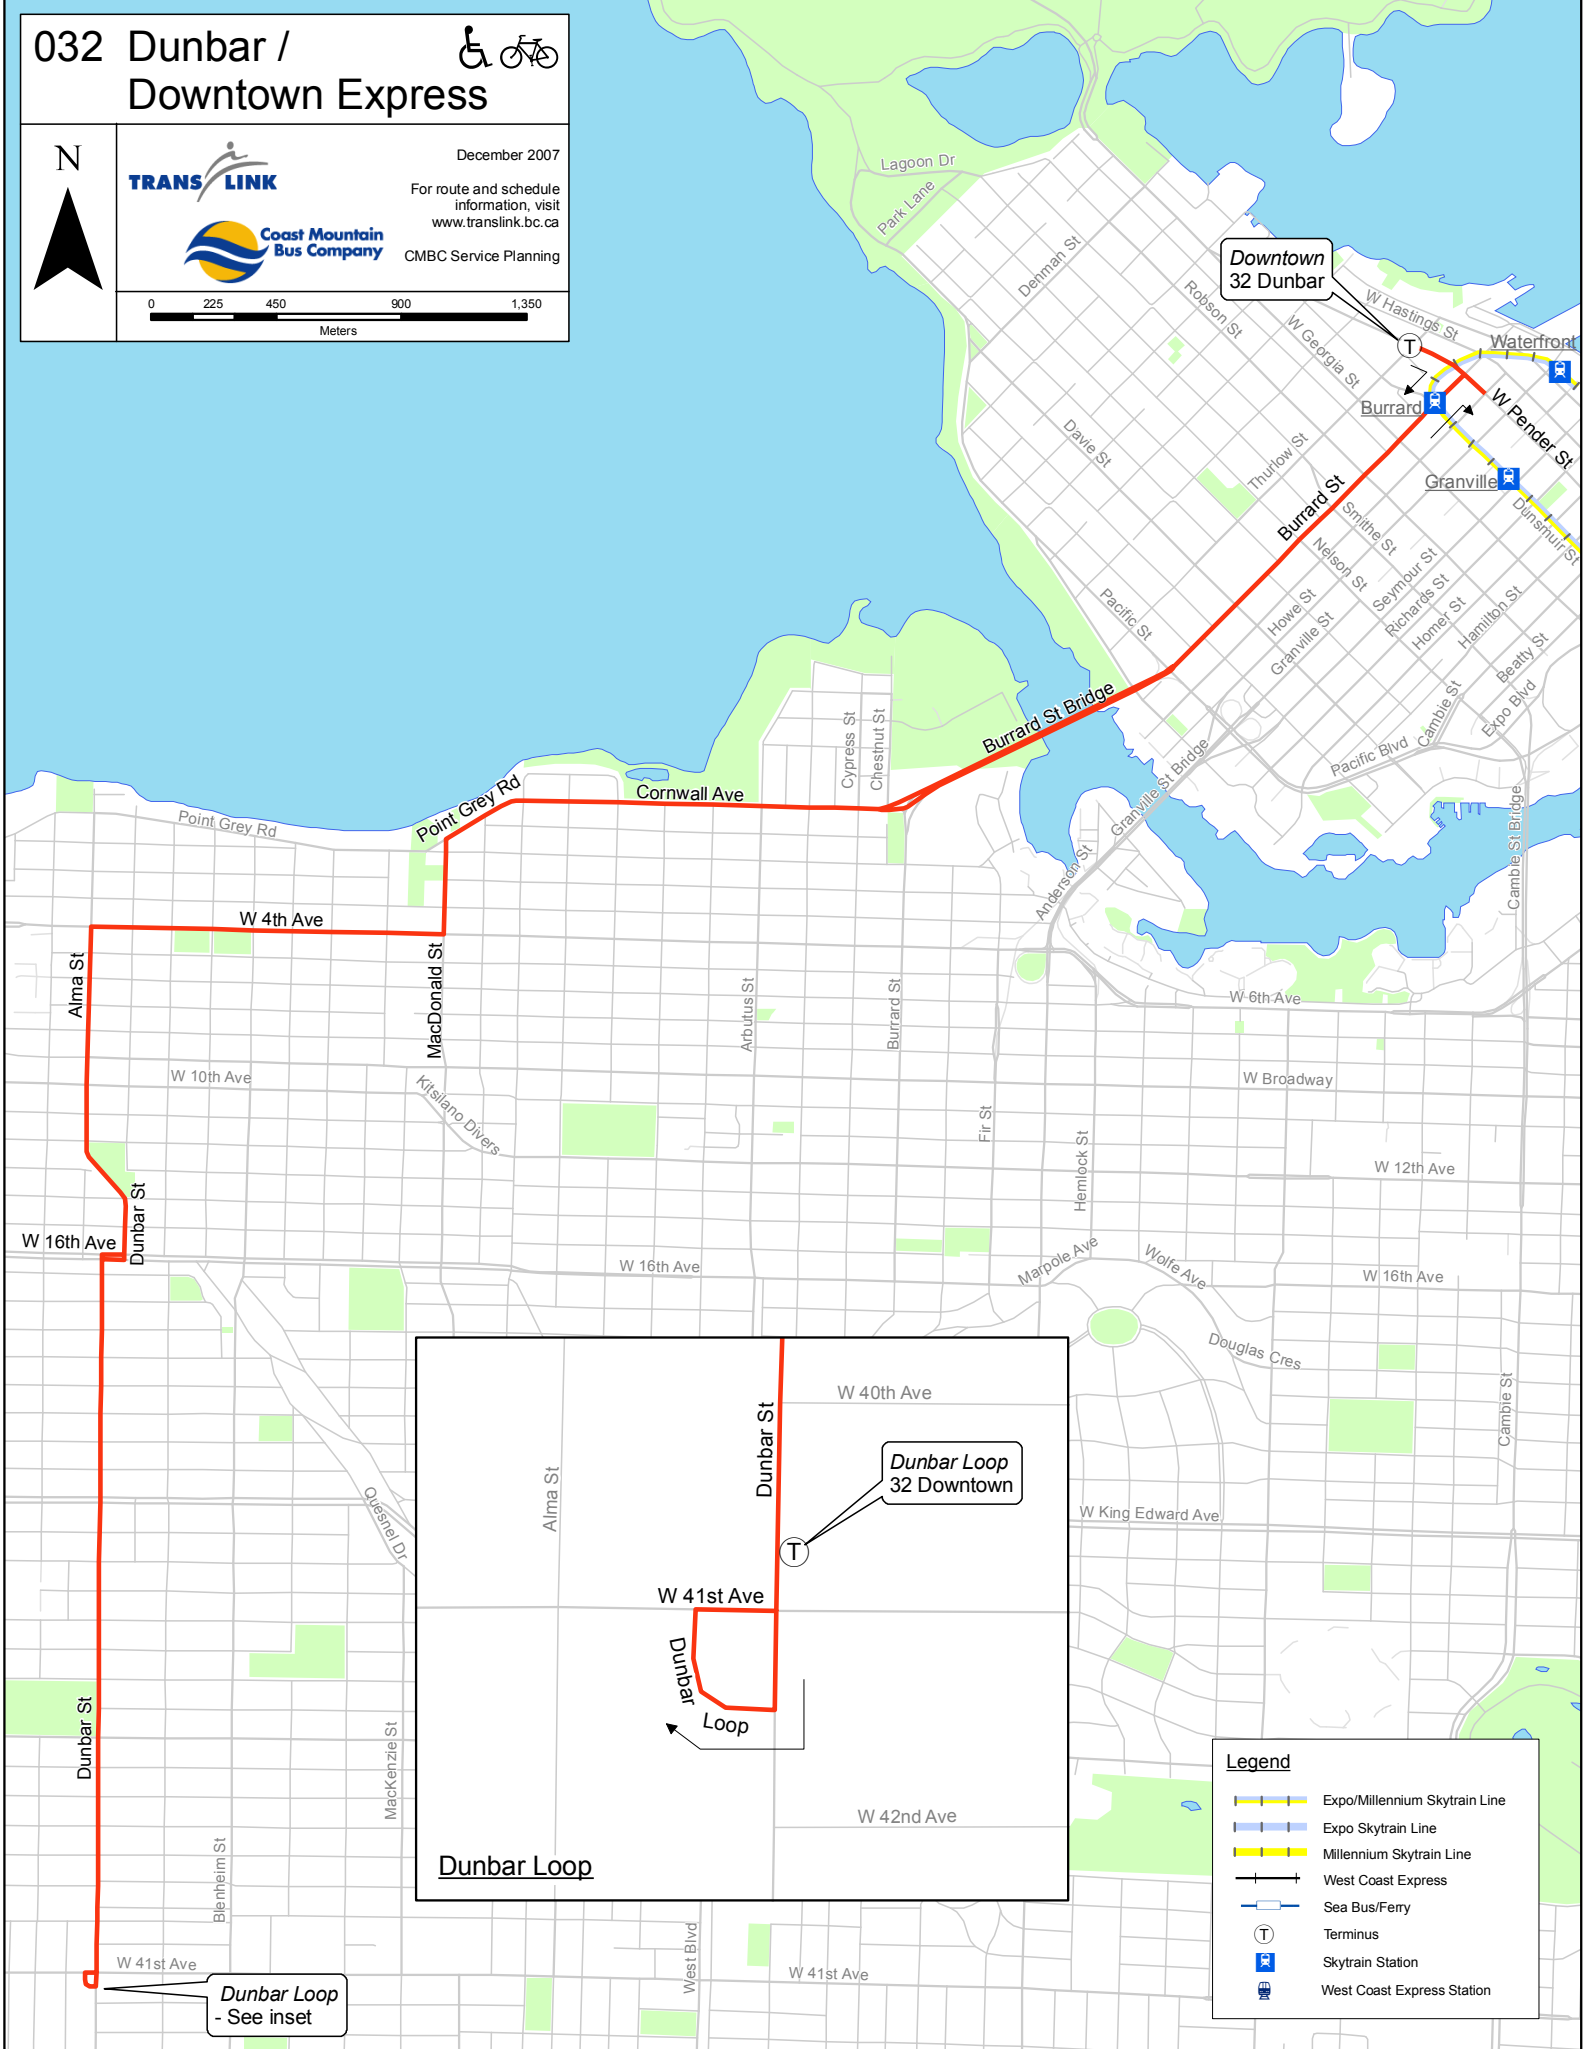 032 Dunbar /
Downtown Express
N
TRANS LINK
Coast Mountain
Bus Company
December 2007
For route and schedule
information, visit
www.translink.bc.ca
CMBC Service Planning
0 225 450 900 1,350
Meters
Lagoon Dr
Park Lane
Denman St
Robson St
W Georgia St
Downtown
32 Dunbar
W Hastings St
T
Waterfront
Burrard
W Pender St
Granville
Dunsmuir St
Davie St
Thurlow St
Burrard St
Smithe St
Nelson St
Seymour St
Richards St
Homer St
Hamilton St
Howe St
Granville St
Beatty St
Pacific St
Cambie St
Expo Blvd
Pacific Blvd
Burrard St Bridge
Granville St Bridge
Cambie St Bridge
Cypress St
Chestnut St
Cornwall Ave
Point Grey Rd
Point Grey Rd
Anderson St
W 4th Ave
Alma St
MacDonald St
Arbutus St
Burrard St
W 6th Ave
W 10th Ave
Kitsilano Divers
W Broadway
Fir St
Hemlock St
W 12th Ave
Dunbar St
W 16th Ave
W 16th Ave
Marpole Ave
Wolfe Ave
W 16th Ave
Douglas Cres
Cambie St
Quesnel Dr
W King Edward Ave
W 40th Ave
Dunbar St
Alma St
Dunbar Loop
32 Downtown
T
W 41st Ave
Dunbar
Loop
W 42nd Ave
Dunbar Loop
Dunbar St
MacKenzie St
Blenheim St
West Blvd
W 41st Ave
W 41st Ave
Dunbar Loop
- See inset
Legend
Expo/Millennium Skytrain Line
Expo Skytrain Line
Millennium Skytrain Line
West Coast Express
Sea Bus/Ferry
T Terminus
Skytrain Station
West Coast Express Station